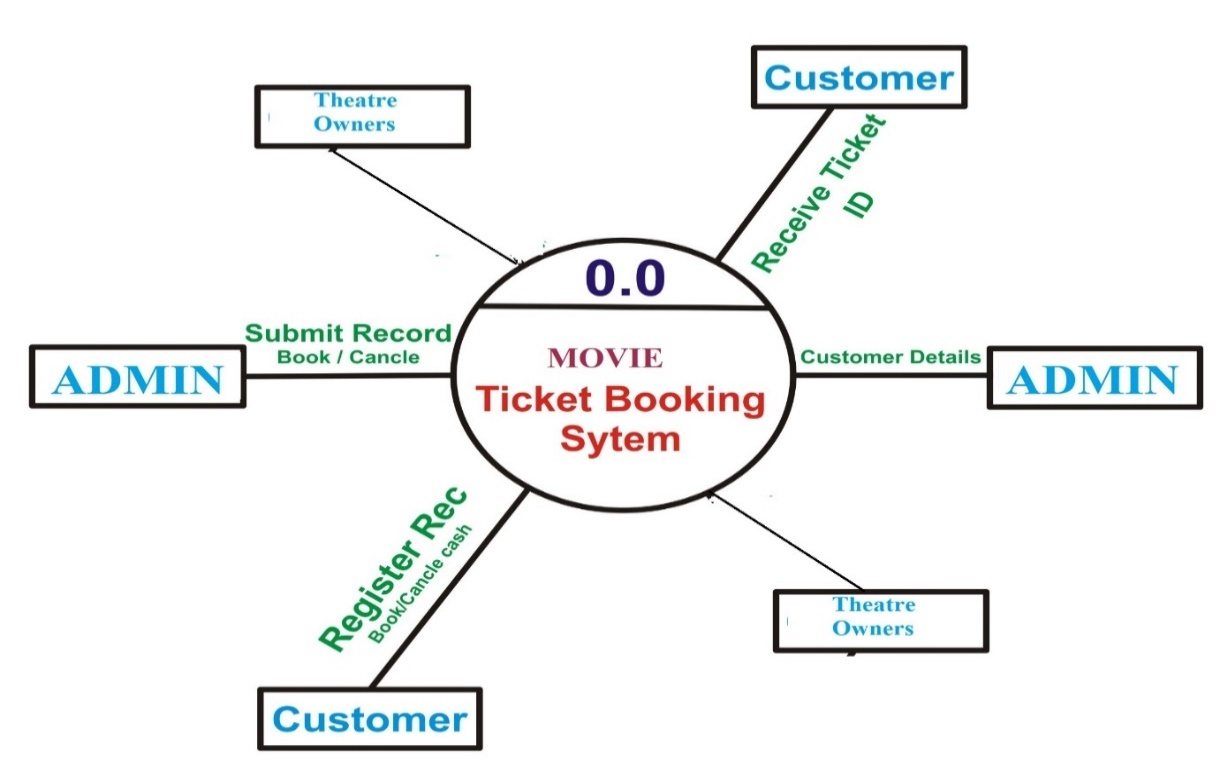 Customer
Theatre
Owners
Receive Ticket
ID
0.0
Submit Record
Book / Cancle
ADMIN
MOVIE
Ticket Booking
Sytem
Customer Details
ADMIN
Register Rec
Book/Cancle cash
Theatre
Owners
Customer